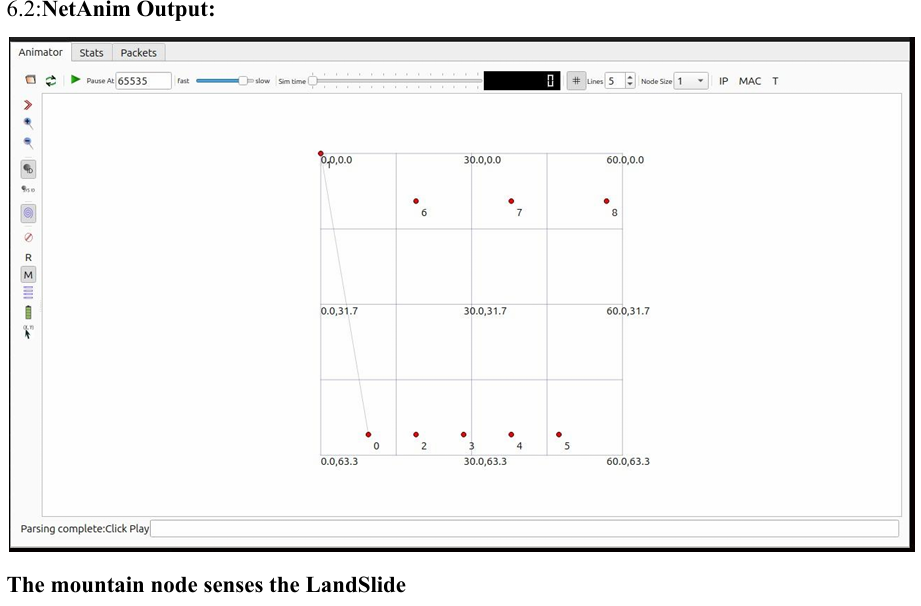 6.2:NetAnim Output:
Animator Stats Packets
Pause At 65535 fast slow Sim time 0 # Lines 5 Node Size 1 IP MAC T
0.0,0.0 30.0,0.0 60.0,0.0
1
6 7 8
R
M
0.0,31.7 30.0,31.7 60.0,31.7
0 2 3 4 5
0.0,63.3 30.0,63.3 60.0,63.3
Parsing complete:Click Play
The mountain node senses the LandSlide